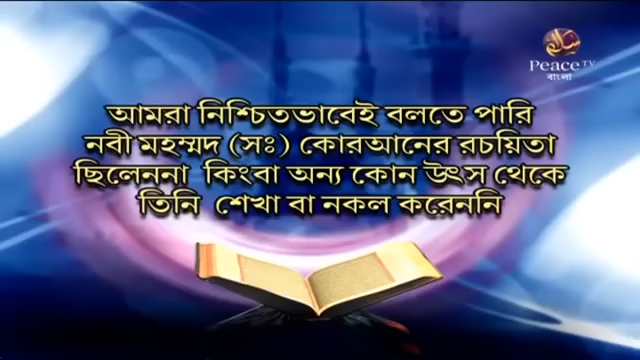 Peace TV
বাংলা
আমরা নিশ্চিতভাবেই বলতে পারি
নবী মহম্মদ (সঃ) কোরআনের রচয়িতা
ছিলেননা কিংবা অন্য কোন উৎস থেকে
তিনি শেখা বা নকল করেননি